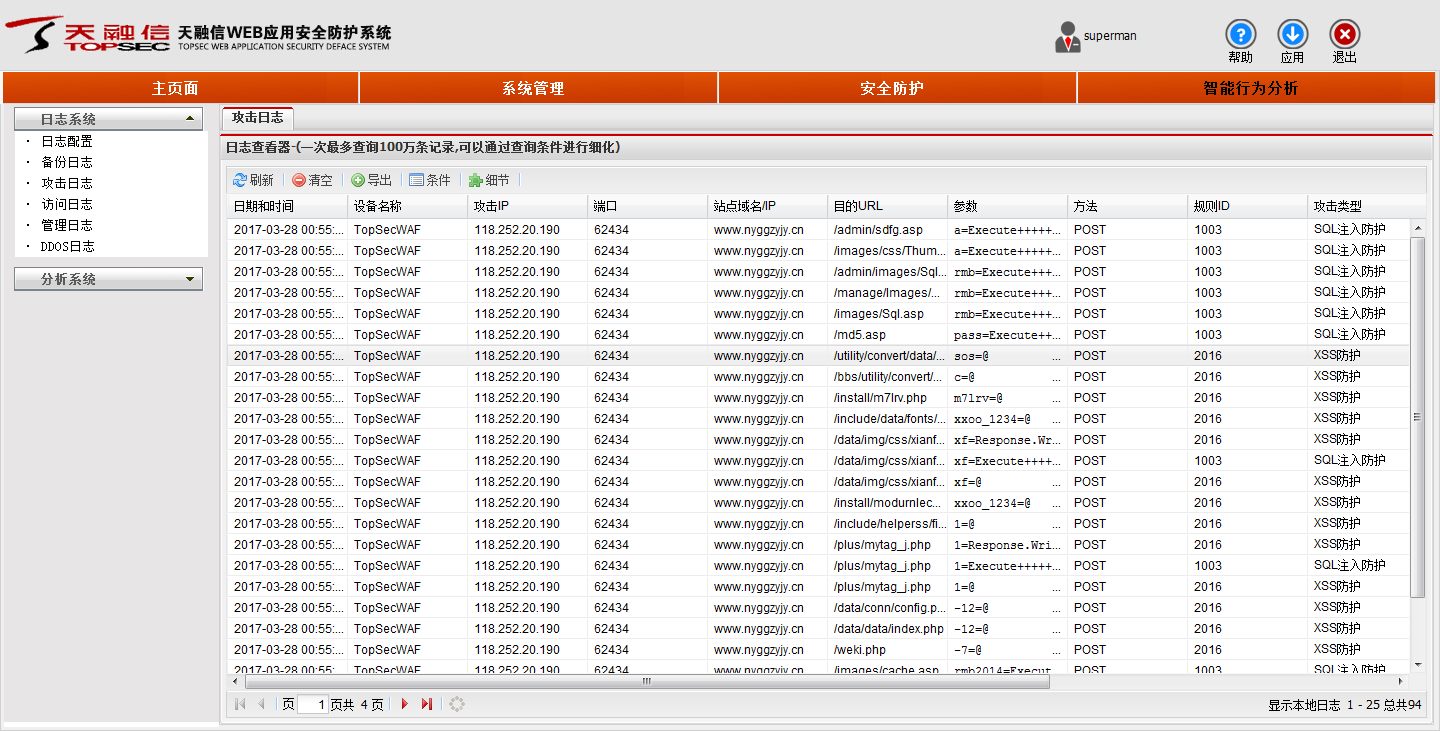 天融信 TOPSEC 天融信WEB应用安全防护系统
TOPSEC WEB APPLICATION SECURITY DEFACE SYSTEM
superman
帮助 应用 退出
主页面 系统管理 安全防护 智能行为分析
日志系统
· 日志配置
· 备份日志
· 攻击日志
· 访问日志
· 管理日志
· DDOS日志
分析系统
攻击日志
日志查看器-(一次最多查询100万条记录,可以通过查询条件进行细化)
刷新 清空 导出 条件 细节
日期和时间 设备名称 攻击IP 端口 站点域名/IP 目的URL 参数 方法 规则ID 攻击类型
2017-03-28 00:55:... TopSecWAF 118.252.20.190 62434 www.nyggzyjy.cn /admin/sdfg.asp a=Execute+++++... POST 1003 SQL注入防护
2017-03-28 00:55:... TopSecWAF 118.252.20.190 62434 www.nyggzyjy.cn /images/css/Thum... a=Execute+++++... POST 1003 SQL注入防护
2017-03-28 00:55:... TopSecWAF 118.252.20.190 62434 www.nyggzyjy.cn /admin/images/Sql... rmb=Execute+++... POST 1003 SQL注入防护
2017-03-28 00:55:... TopSecWAF 118.252.20.190 62434 www.nyggzyjy.cn /manage/Images/... rmb=Execute+++... POST 1003 SQL注入防护
2017-03-28 00:55:... TopSecWAF 118.252.20.190 62434 www.nyggzyjy.cn /images/Sql.asp rmb=Execute+++... POST 1003 SQL注入防护
2017-03-28 00:55:... TopSecWAF 118.252.20.190 62434 www.nyggzyjy.cn /md5.asp pass=Execute++... POST 1003 SQL注入防护
2017-03-28 00:55:... TopSecWAF 118.252.20.190 62434 www.nyggzyjy.cn /utility/convert/data/... sos=@ ... POST 2016 XSS防护
2017-03-28 00:55:... TopSecWAF 118.252.20.190 62434 www.nyggzyjy.cn /bbs/utility/convert/... c=@ ... POST 2016 XSS防护
2017-03-28 00:55:... TopSecWAF 118.252.20.190 62434 www.nyggzyjy.cn /install/m7lrv.php m7lrv=@ ... POST 2016 XSS防护
2017-03-28 00:55:... TopSecWAF 118.252.20.190 62434 www.nyggzyjy.cn /include/data/fonts/... xxoo_1234=@ ... POST 2016 XSS防护
2017-03-28 00:55:... TopSecWAF 118.252.20.190 62434 www.nyggzyjy.cn /data/img/css/xianf... xf=Response.Wr... POST 2016 XSS防护
2017-03-28 00:55:... TopSecWAF 118.252.20.190 62434 www.nyggzyjy.cn /data/img/css/xianf... xf=Execute++++... POST 1003 SQL注入防护
2017-03-28 00:55:... TopSecWAF 118.252.20.190 62434 www.nyggzyjy.cn /data/img/css/xianf... xf=@ ... POST 2016 XSS防护
2017-03-28 00:55:... TopSecWAF 118.252.20.190 62434 www.nyggzyjy.cn /install/modurnlec... xxoo_1234=@ ... POST 2016 XSS防护
2017-03-28 00:55:... TopSecWAF 118.252.20.190 62434 www.nyggzyjy.cn /include/helperss/fi... 1=@ ... POST 2016 XSS防护
2017-03-28 00:55:... TopSecWAF 118.252.20.190 62434 www.nyggzyjy.cn /plus/mytag_j.php 1=Response.Wri... POST 2016 XSS防护
2017-03-28 00:55:... TopSecWAF 118.252.20.190 62434 www.nyggzyjy.cn /plus/mytag_j.php 1=Execute+++++... POST 1003 SQL注入防护
2017-03-28 00:55:... TopSecWAF 118.252.20.190 62434 www.nyggzyjy.cn /plus/mytag_j.php 1=@ ... POST 2016 XSS防护
2017-03-28 00:55:... TopSecWAF 118.252.20.190 62434 www.nyggzyjy.cn /data/conn/config.p... -12=@ ... POST 2016 XSS防护
2017-03-28 00:55:... TopSecWAF 118.252.20.190 62434 www.nyggzyjy.cn /data/data/index.php -12=@ ... POST 2016 XSS防护
2017-03-28 00:55:... TopSecWAF 118.252.20.190 62434 www.nyggzyjy.cn /weki.php -7=@ ... POST 2016 XSS防护
2017-03-28 00:55:... TopSecWAF 118.252.20.190 62434 www.nyggzyjy.cn /images/cache.asp rmb2014=Execut... POST 1003 SQL注入防护
页 1 页共 4 页 显示本地日志 1 - 25 总共94